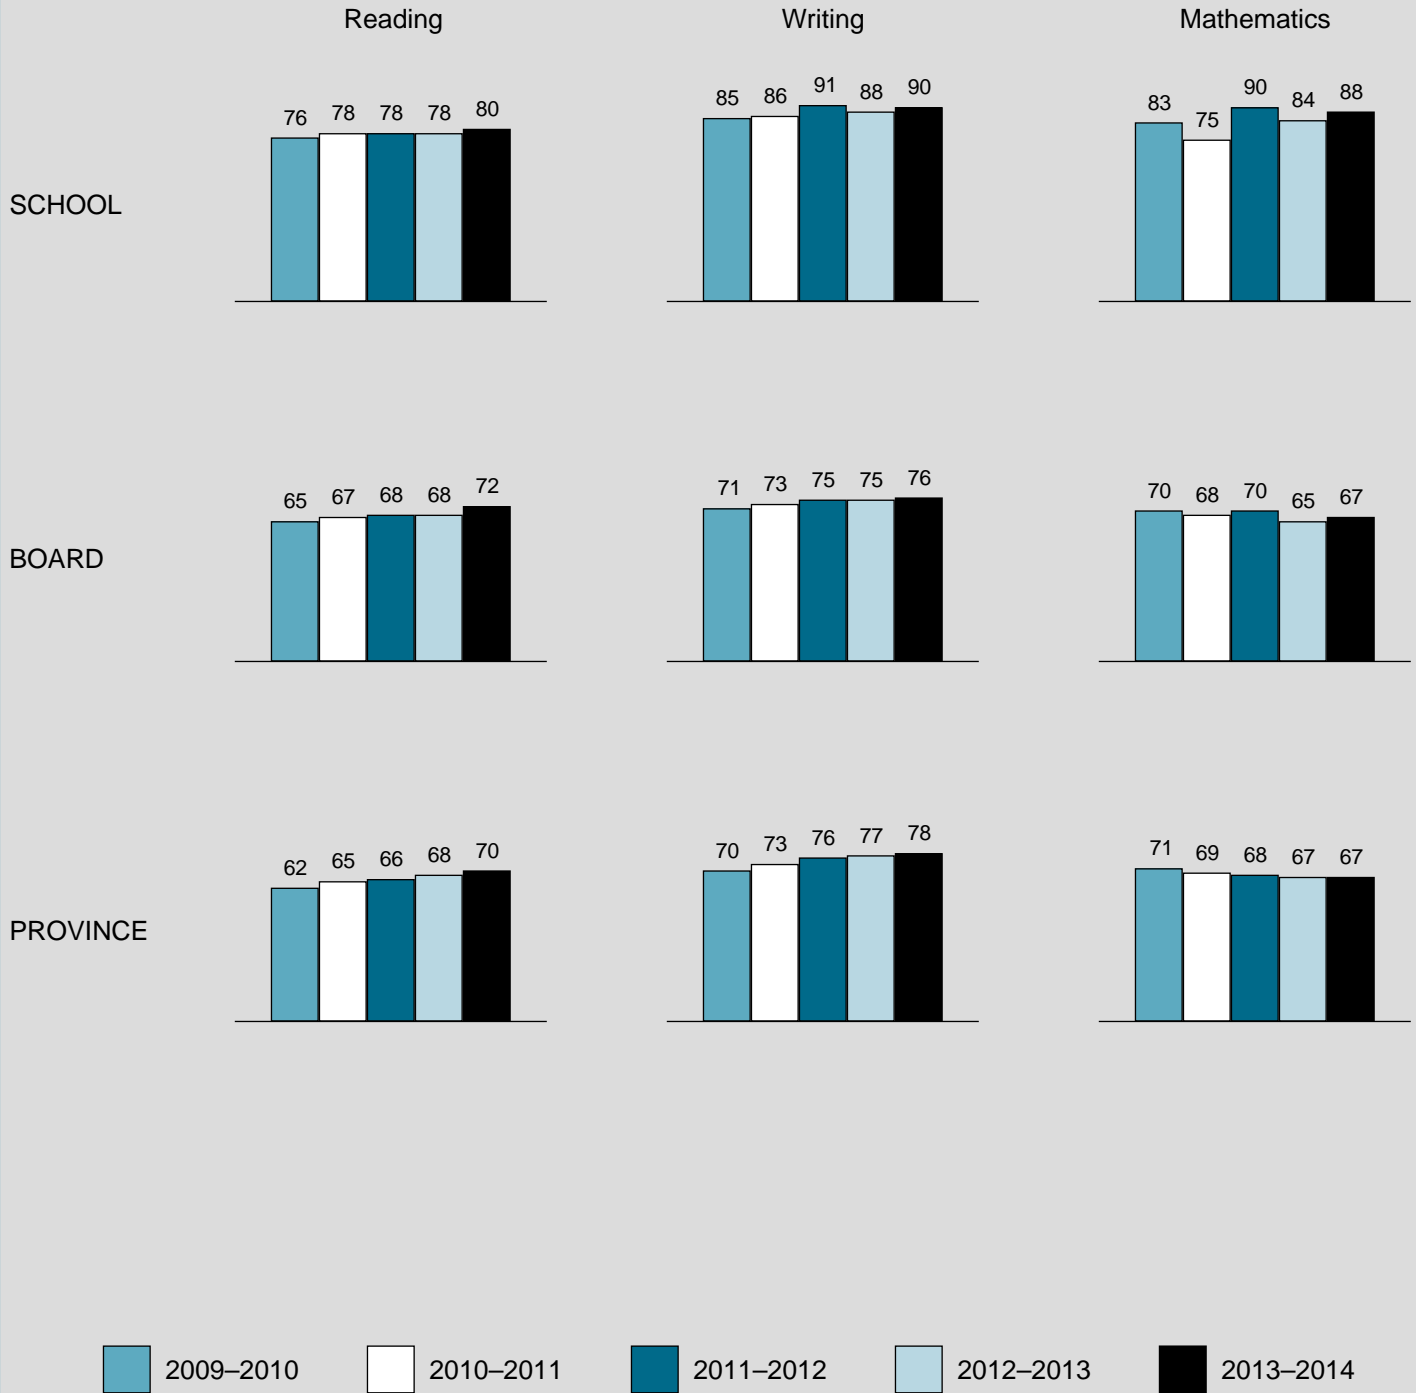 Reading Writing Mathematics
76 78 78 78 80 85 86 91 88 90 83 75 90 84 88
SCHOOL
65 67 68 68 72 71 73 75 75 76 70 68 70 65 67
BOARD
62 65 66 68 70 70 73 76 77 78 71 69 68 67 67
PROVINCE
2009–2010 2010–2011 2011–2012 2012–2013 2013–2014